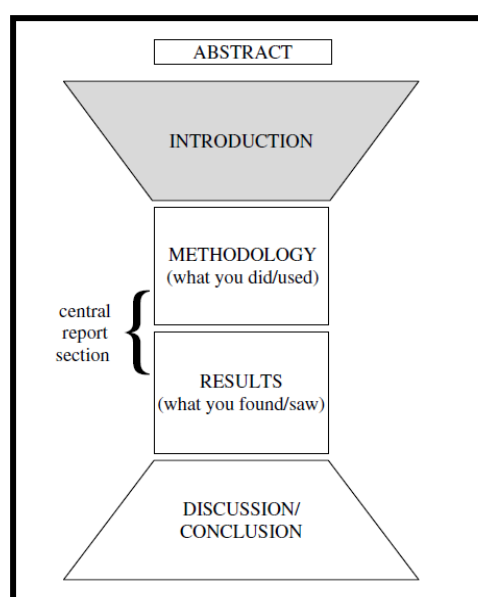 ABSTRACT
INTRODUCTION
METHODOLOGY
(what you did/used)
central
report
section
RESULTS
(what you found/saw)
DISCUSSION/
CONCLUSION